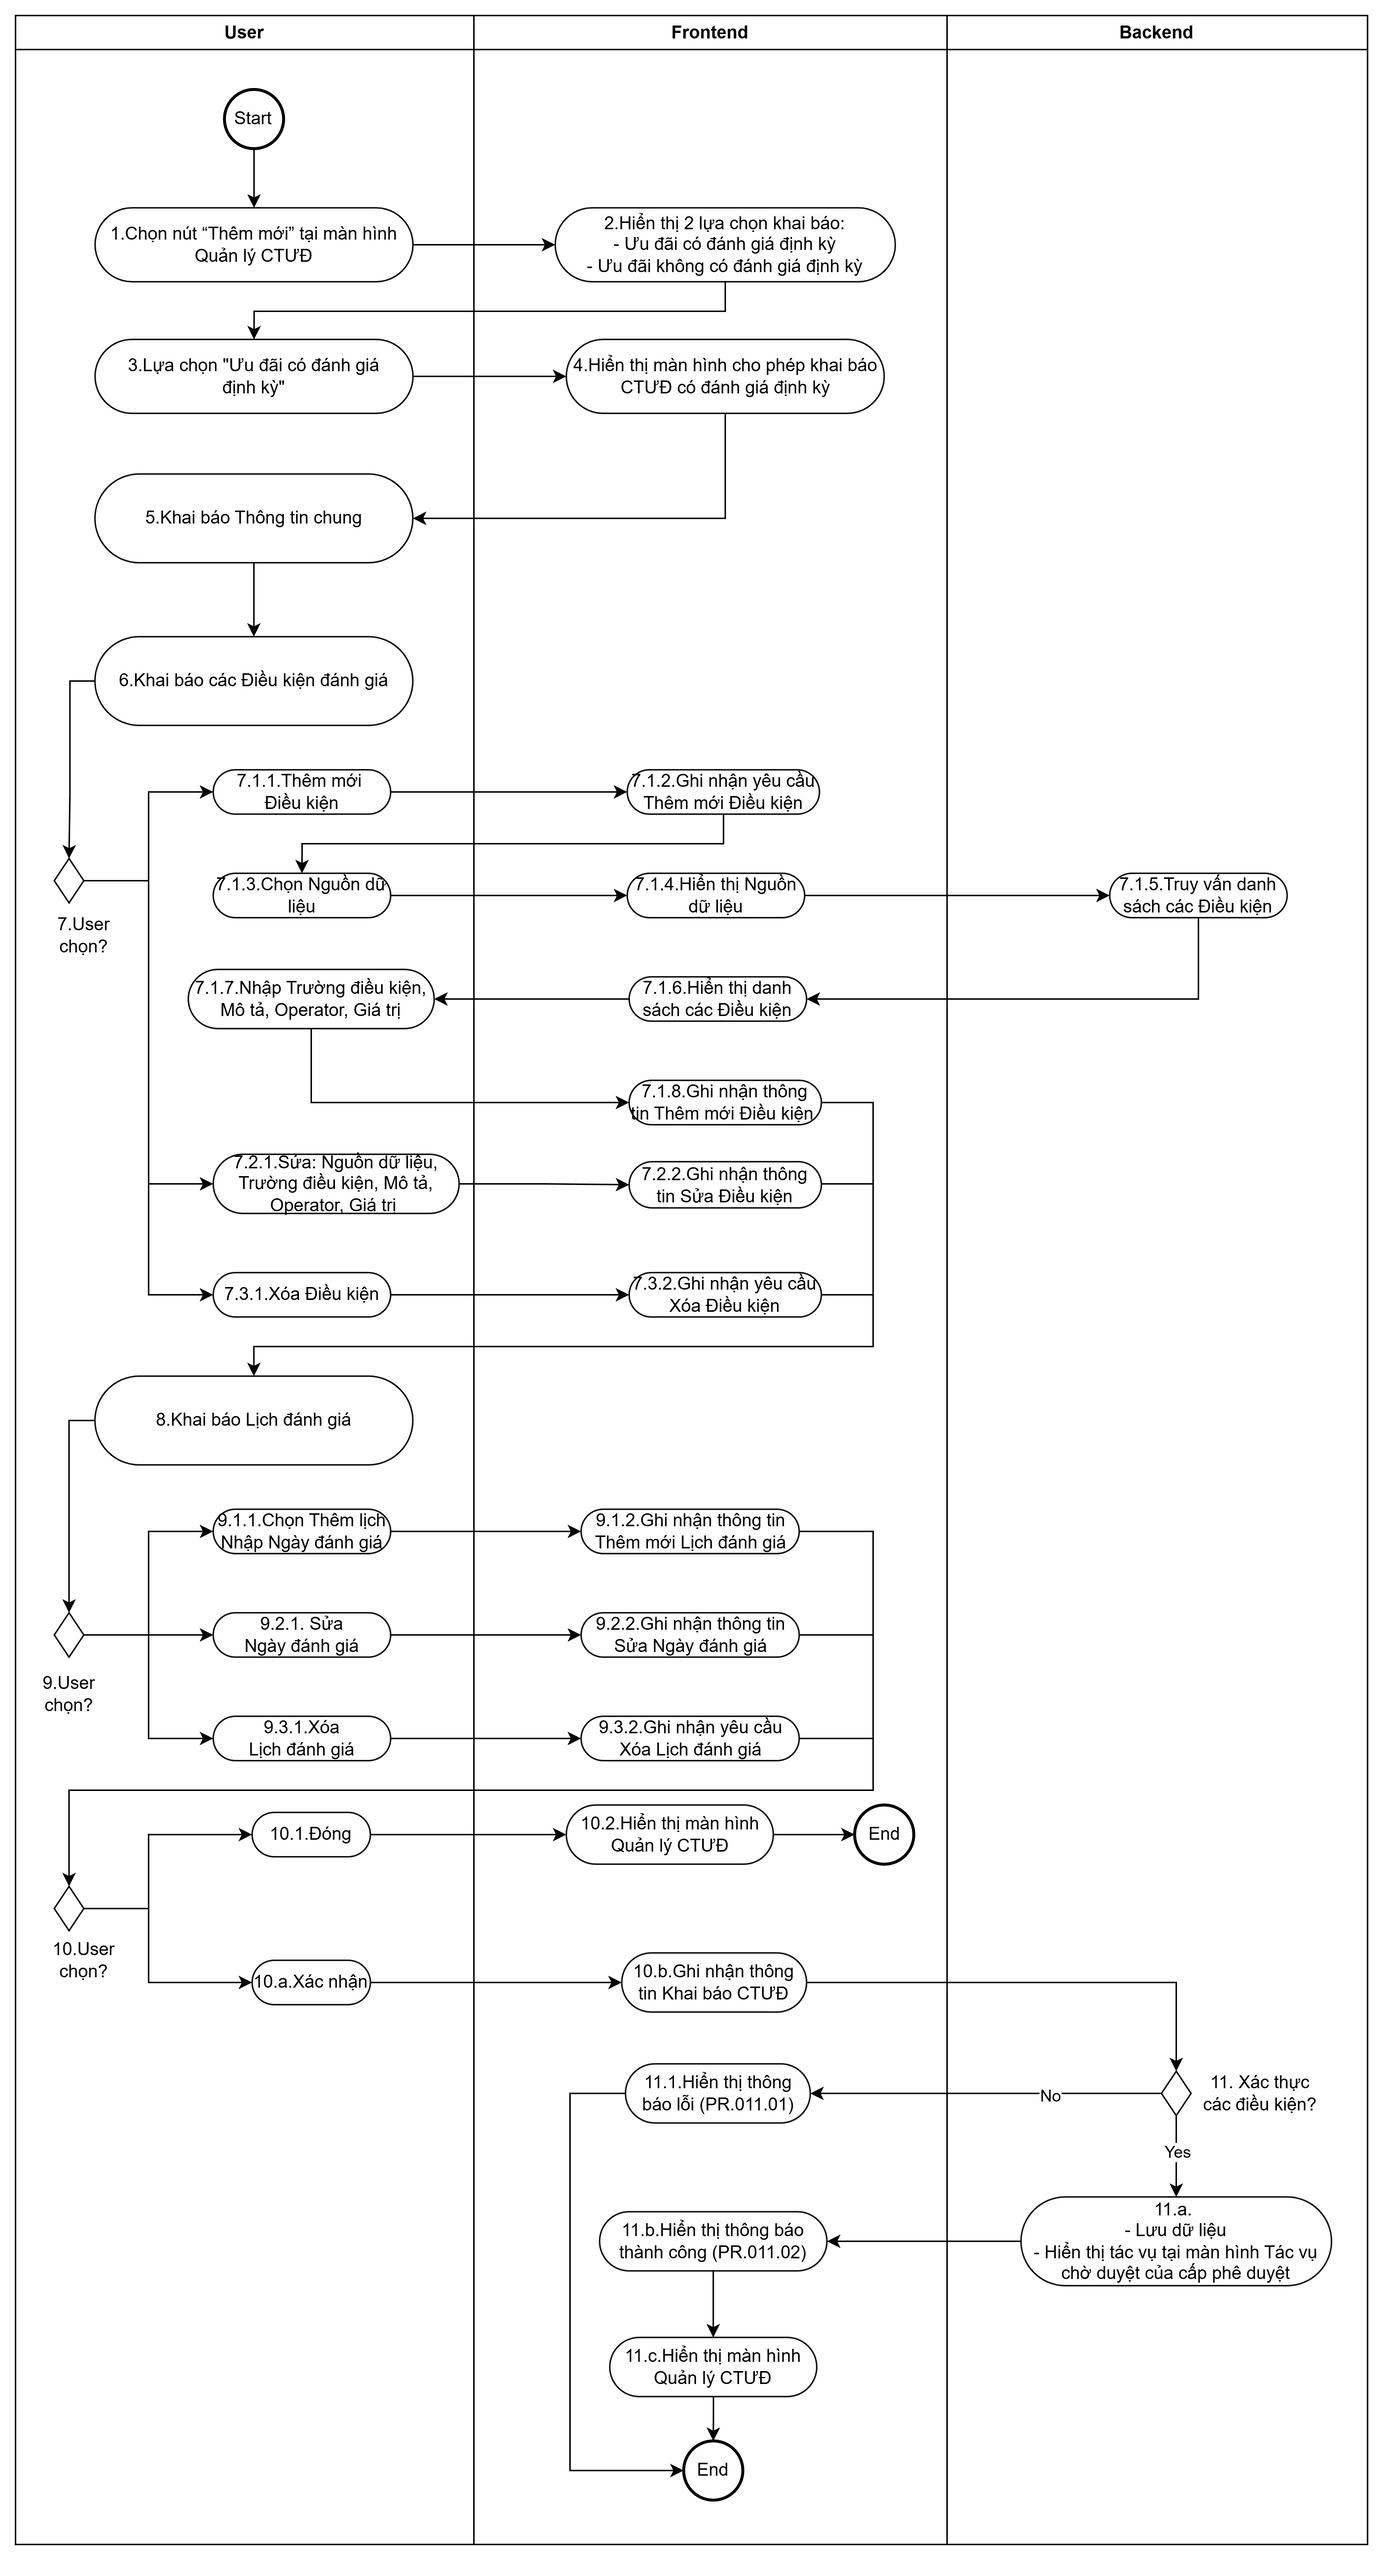 User
Frontend
Backend
Start
1.Chọn nút “Thêm mới” tại màn hình
Quản lý CTƯĐ
2.Hiển thị 2 lựa chọn khai báo:
- Ưu đãi có đánh giá định kỳ
- Ưu đãi không có đánh giá định kỳ
3.Lựa chọn "Ưu đãi có đánh giá
định kỳ"
4.Hiển thị màn hình cho phép khai báo
CTƯĐ có đánh giá định kỳ
5.Khai báo Thông tin chung
6.Khai báo các Điều kiện đánh giá
7.User
chọn?
7.1.1.Thêm mới
Điều kiện
7.1.2.Ghi nhận yêu cầu
Thêm mới Điều kiện
7.1.3.Chọn Nguồn dữ
liệu
7.1.4.Hiển thị Nguồn
dữ liệu
7.1.5.Truy vấn danh
sách các Điều kiện
7.1.7.Nhập Trường điều kiện,
Mô tả, Operator, Giá trị
7.1.6.Hiển thị danh
sách các Điều kiện
7.1.8.Ghi nhận thông
tin Thêm mới Điều kiện
7.2.1.Sửa: Nguồn dữ liệu,
Trường điều kiện, Mô tả,
Operator, Giá trị
7.2.2.Ghi nhận thông
tin Sửa Điều kiện
7.3.1.Xóa Điều kiện
7.3.2.Ghi nhận yêu cầu
Xóa Điều kiện
8.Khai báo Lịch đánh giá
9.1.1.Chọn Thêm lịch
Nhập Ngày đánh giá
9.1.2.Ghi nhận thông tin
Thêm mới Lịch đánh giá
9.2.1. Sửa
Ngày đánh giá
9.2.2.Ghi nhận thông tin
Sửa Ngày đánh giá
9.User
chọn?
9.3.1.Xóa
Lịch đánh giá
9.3.2.Ghi nhận yêu cầu
Xóa Lịch đánh giá
10.1.Đóng
10.2.Hiển thị màn hình
Quản lý CTƯĐ
End
10.User
chọn?
10.a.Xác nhận
10.b.Ghi nhận thông
tin Khai báo CTƯĐ
11.1.Hiển thị thông
báo lỗi (PR.011.01)
No
11. Xác thực
các điều kiện?
Yes
11.a.
- Lưu dữ liệu
- Hiển thị tác vụ tại màn hình Tác vụ
chờ duyệt của cấp phê duyệt
11.b.Hiển thị thông báo
thành công (PR.011.02)
11.c.Hiển thị màn hình
Quản lý CTƯĐ
End